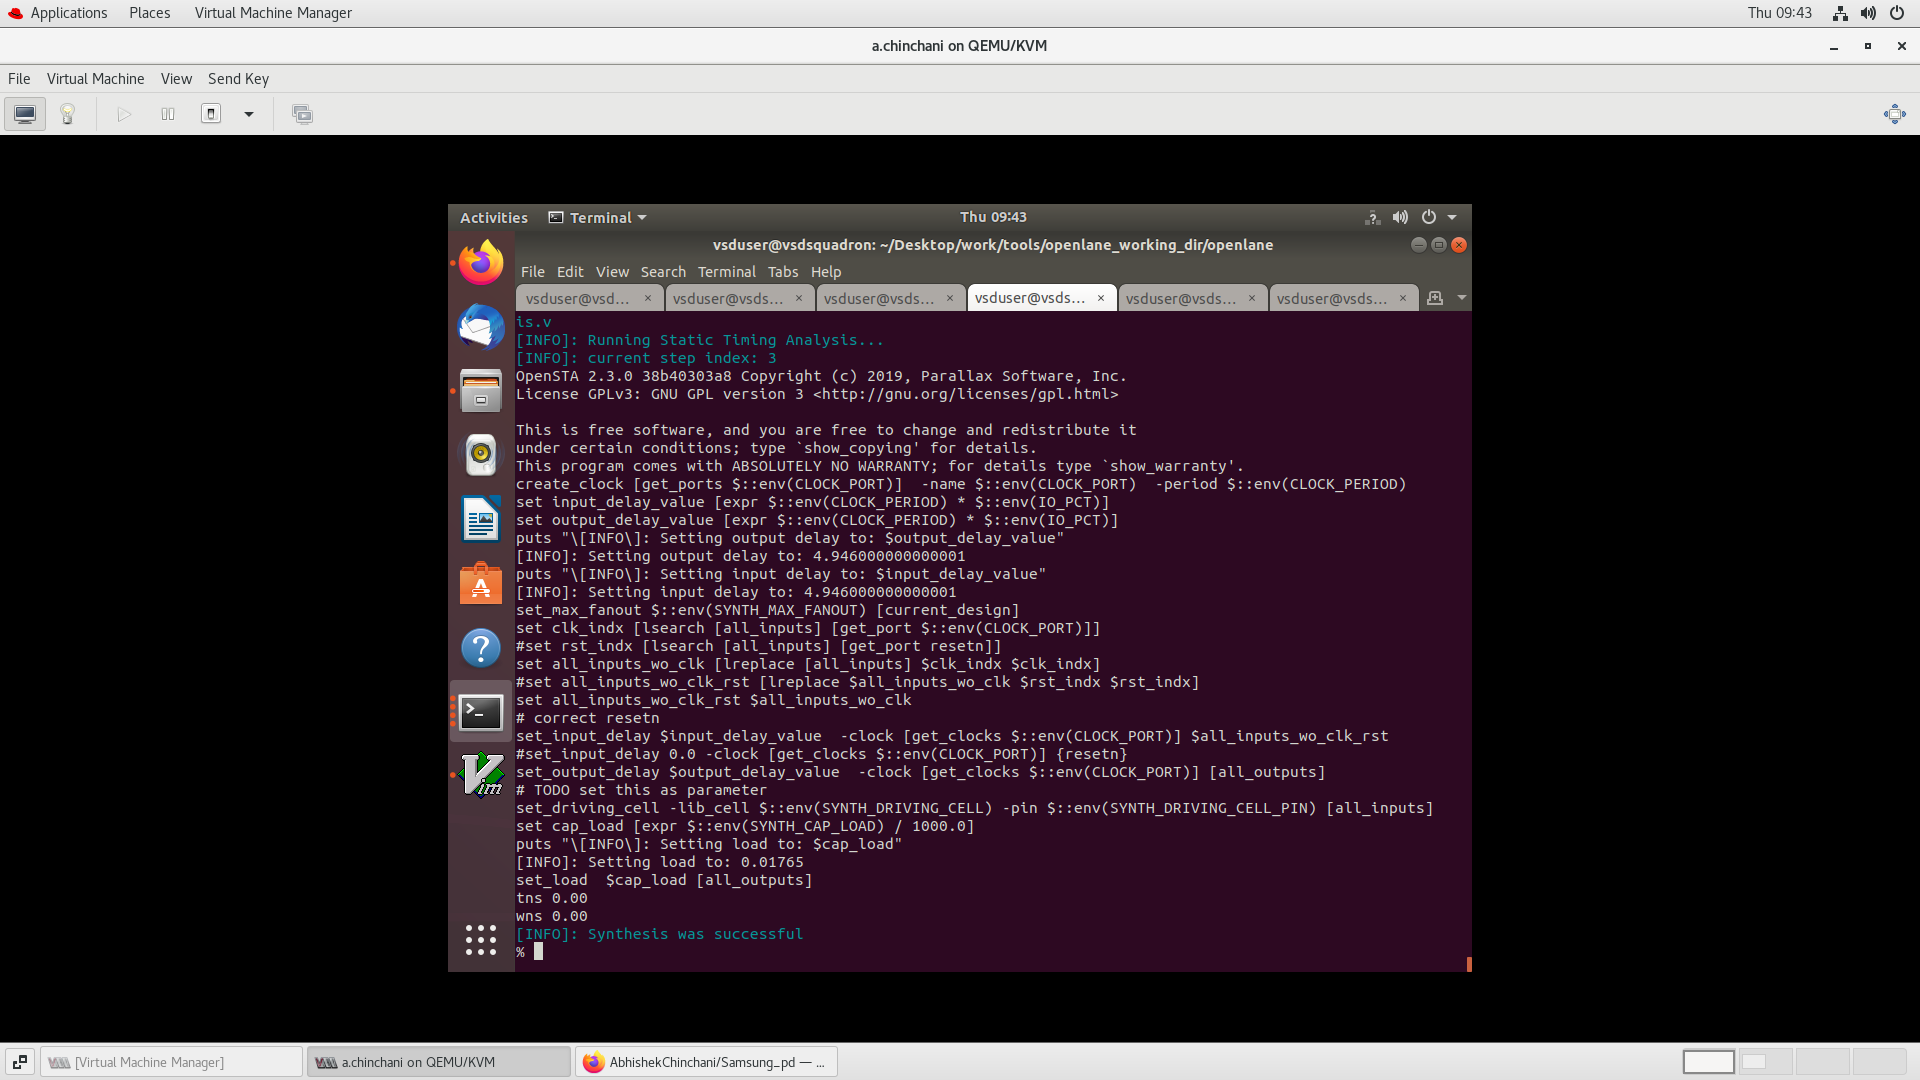 Applications Places Virtual Machine Manager Thu 09:43
a.chinchani on QEMU/KVM
File Virtual Machine View Send Key
Activities Terminal Thu 09:43
vsduser@vsdsquadron: ~/Desktop/work/tools/openlane_working_dir/openlane
File Edit View Search Terminal Tabs Help
vsduser@vsd... × vsduser@vsds... × vsduser@vsds... × vsduser@vsds... × vsduser@vsds... × vsduser@vsds... ×
is.v
[INFO]: Running Static Timing Analysis...
[INFO]: current step index: 3
OpenSTA 2.3.0 38b40303a8 Copyright (c) 2019, Parallax Software, Inc.
License GPLv3: GNU GPL version 3 <http://gnu.org/licenses/gpl.html>
This is free software, and you are free to change and redistribute it
under certain conditions; type `show_copying' for details.
This program comes with ABSOLUTELY NO WARRANTY; for details type `show_warranty'.
create_clock [get_ports $::env(CLOCK_PORT)]  -name $::env(CLOCK_PORT)  -period $::env(CLOCK_PERIOD)
set input_delay_value [expr $::env(CLOCK_PERIOD) * $::env(IO_PCT)]
set output_delay_value [expr $::env(CLOCK_PERIOD) * $::env(IO_PCT)]
puts "\[INFO\]: Setting output delay to: $output_delay_value"
[INFO]: Setting output delay to: 4.946000000000001
puts "\[INFO\]: Setting input delay to: $input_delay_value"
[INFO]: Setting input delay to: 4.946000000000001
set_max_fanout $::env(SYNTH_MAX_FANOUT) [current_design]
set clk_indx [lsearch [all_inputs] [get_port $::env(CLOCK_PORT)]]
#set rst_indx [lsearch [all_inputs] [get_port resetn]]
set all_inputs_wo_clk [lreplace [all_inputs] $clk_indx $clk_indx]
#set all_inputs_wo_clk_rst [lreplace $all_inputs_wo_clk $rst_indx $rst_indx]
set all_inputs_wo_clk_rst $all_inputs_wo_clk
# correct resetn
set_input_delay $input_delay_value  -clock [get_clocks $::env(CLOCK_PORT)] $all_inputs_wo_clk_rst
#set_input_delay 0.0 -clock [get_clocks $::env(CLOCK_PORT)] {resetn}
set_output_delay $output_delay_value  -clock [get_clocks $::env(CLOCK_PORT)] [all_outputs]
# TODO set this as parameter
set_driving_cell -lib_cell $::env(SYNTH_DRIVING_CELL) -pin $::env(SYNTH_DRIVING_CELL_PIN) [all_inputs]
set cap_load [expr $::env(SYNTH_CAP_LOAD) / 1000.0]
puts "\[INFO\]: Setting load to: $cap_load"
[INFO]: Setting load to: 0.01765
set_load  $cap_load [all_outputs]
tns 0.00
wns 0.00
[INFO]: Synthesis was successful
%
[Virtual Machine Manager] a.chinchani on QEMU/KVM AbhishekChinchani/Samsung_pd — ...